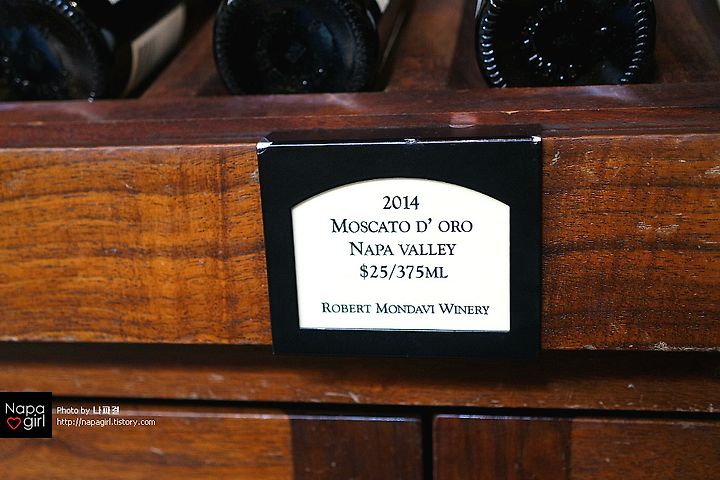 2014
Moscato d' oro
Napa valley
$25/375ml
Robert Mondavi Winery
Napa
girl
Photo by 나파걸
http://napagirl.tistory.com